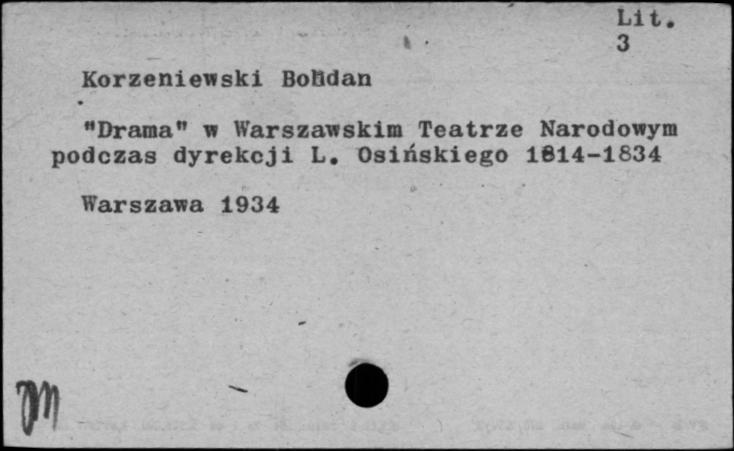 Lit.
3
Korzeniewski Bohdan
"Drama" w Warszawskim Teatrze Narodowym
podczas dyrekcji L. Osińskiego 1814-1834
Warszawa 1934
M